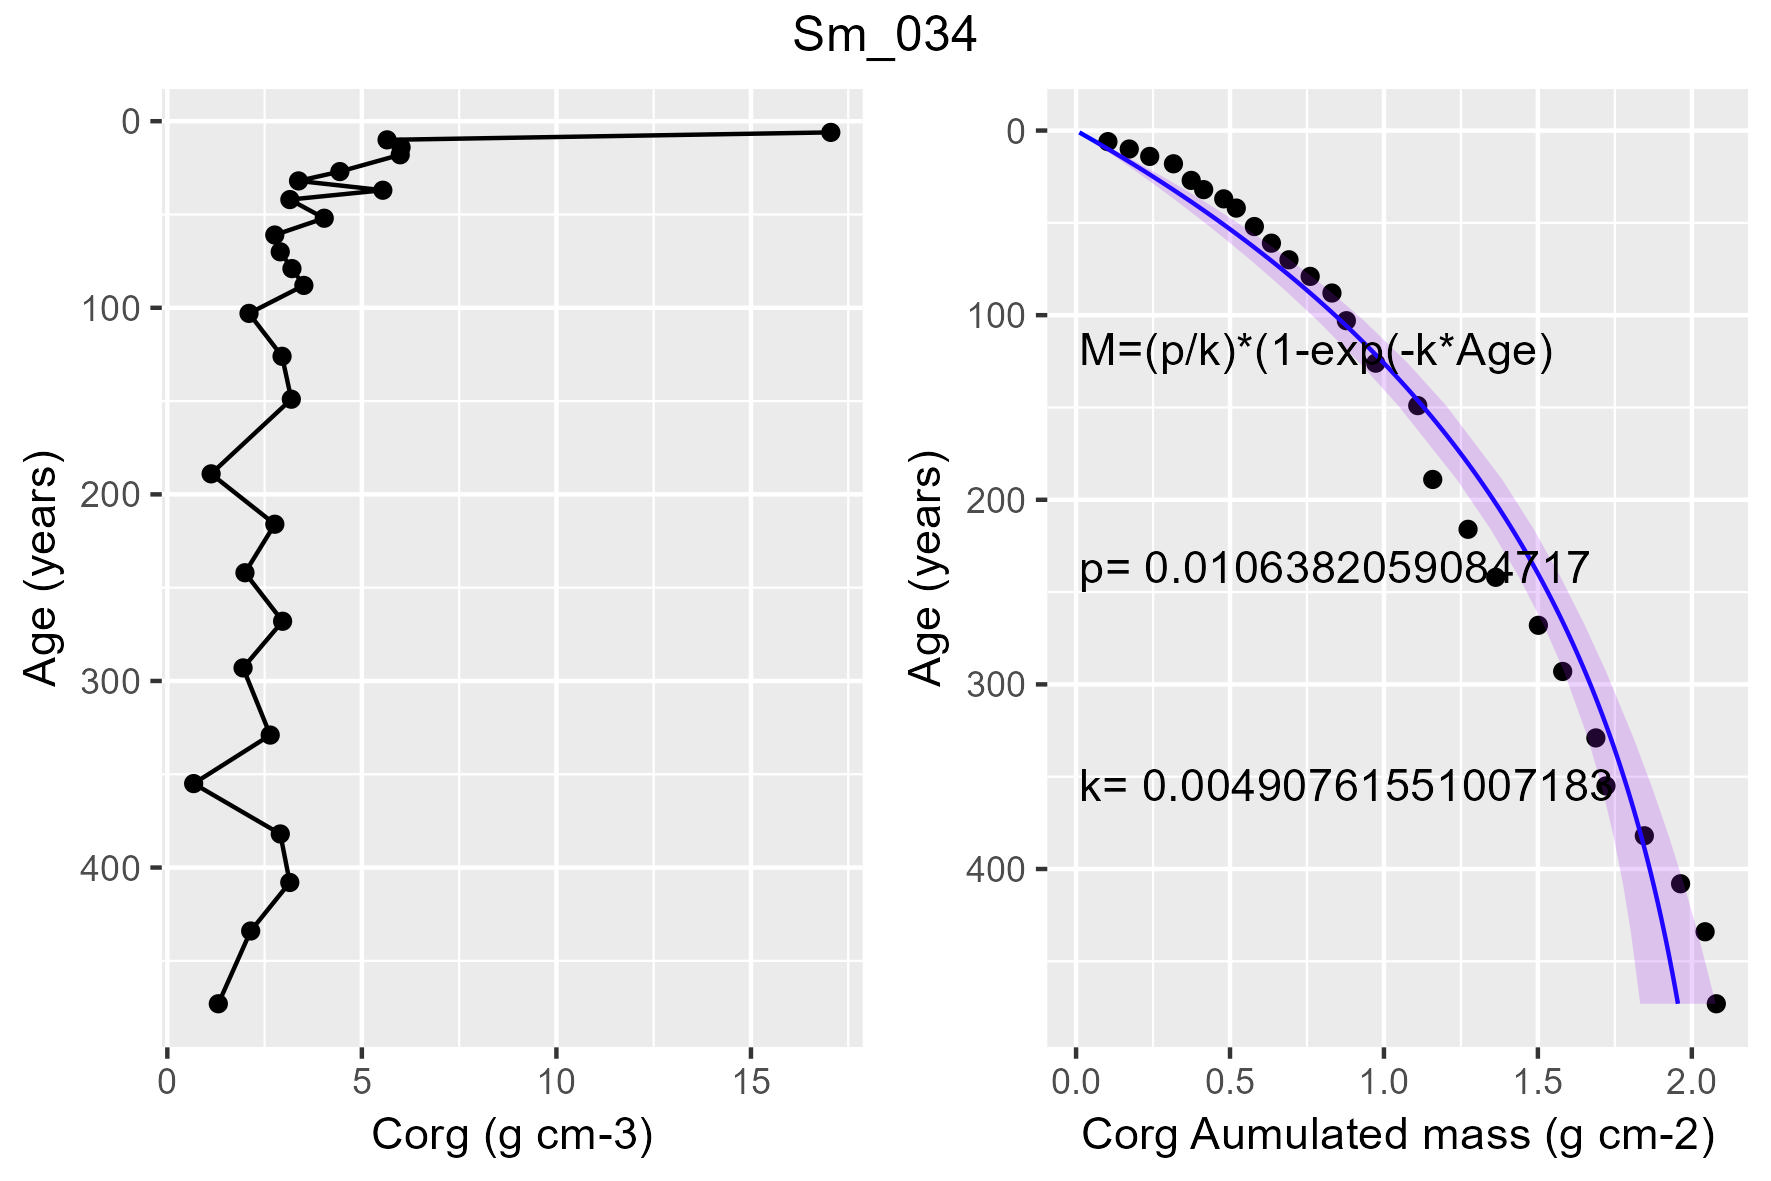 Sm_034
Age (years)
0
100
200
300
400
0
5
10
15
Corg (g cm-3)
Age (years)
0
100
200
300
400
M=(p/k)*(1-exp(-k*Age)
p= 0.0106382059084717
k= 0.00490761551007183
0.0
0.5
1.0
1.5
2.0
Corg Aumulated mass (g cm-2)